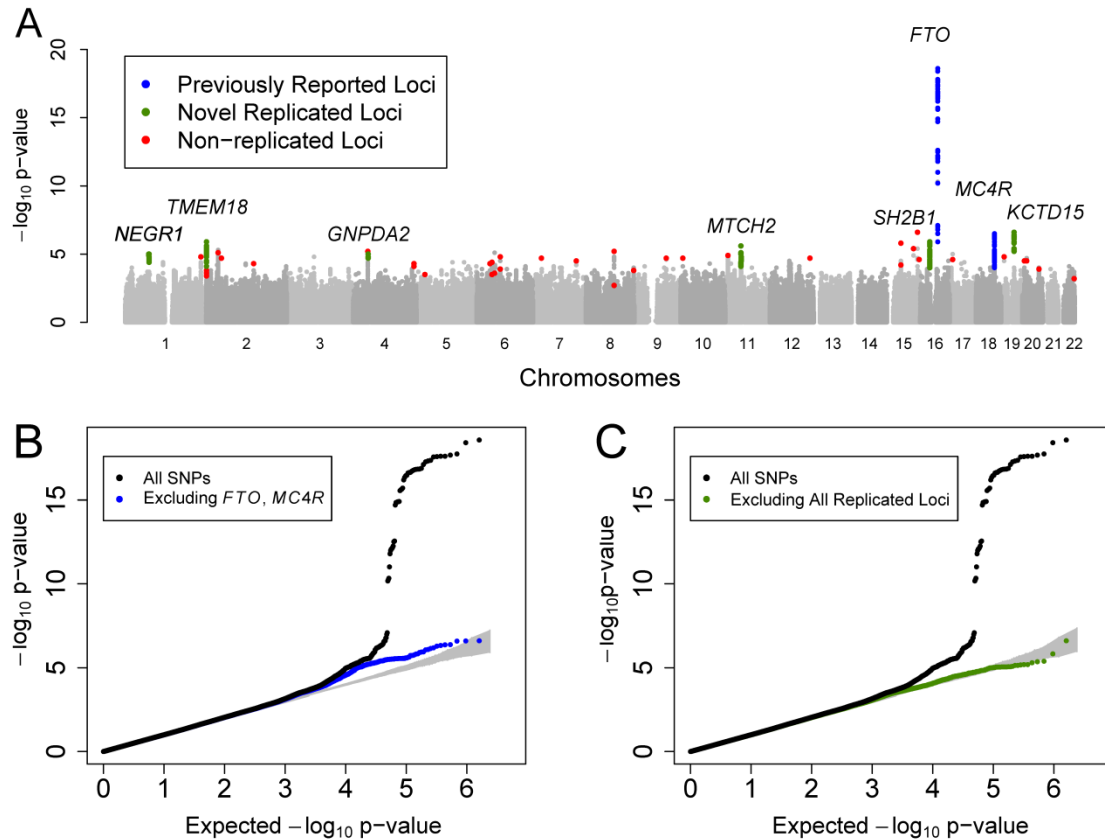 A
FTO
20
15
10
5
0
−log₁₀ p-value
Previously Reported Loci
Novel Replicated Loci
Non-replicated Loci
NEGR1
TMEM18
GNPDA2
MTCH2
SH2B1
MC4R
KCTD15
1 2 3 4 5 6 7 8 9 10 11 12 13 14 15 16 17 18 19 20 21 22
Chromosomes
B
All SNPs
Excluding FTO, MC4R
15
10
5
0
−log₁₀ p-value
0 1 2 3 4 5 6
Expected −log₁₀ p-value
C
All SNPs
Excluding All Replicated Loci
15
10
5
0
−log₁₀p-value
0 1 2 3 4 5 6
Expected −log₁₀ p-value